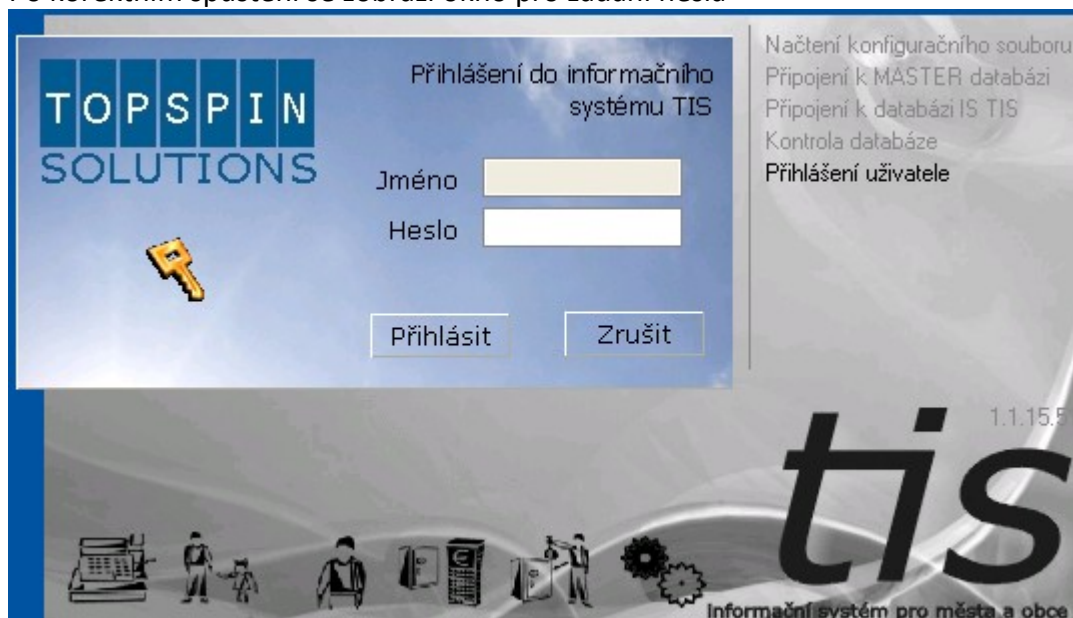 Po korektním opuštění se zobrazí okno pro zadání hesla
TOPSPIN
SOLUTIONS
Přihlášení do informačního
systému TIS
Jméno
Heslo
Přihlásit
Zrušit
Načtení konfiguračního souboru
Připojení k MASTER databázi
Připojení k databázi IS TIS
Kontrola databáze
Přihlášení uživatele
1.1.15.5
tis
Informační systém pro města a obce